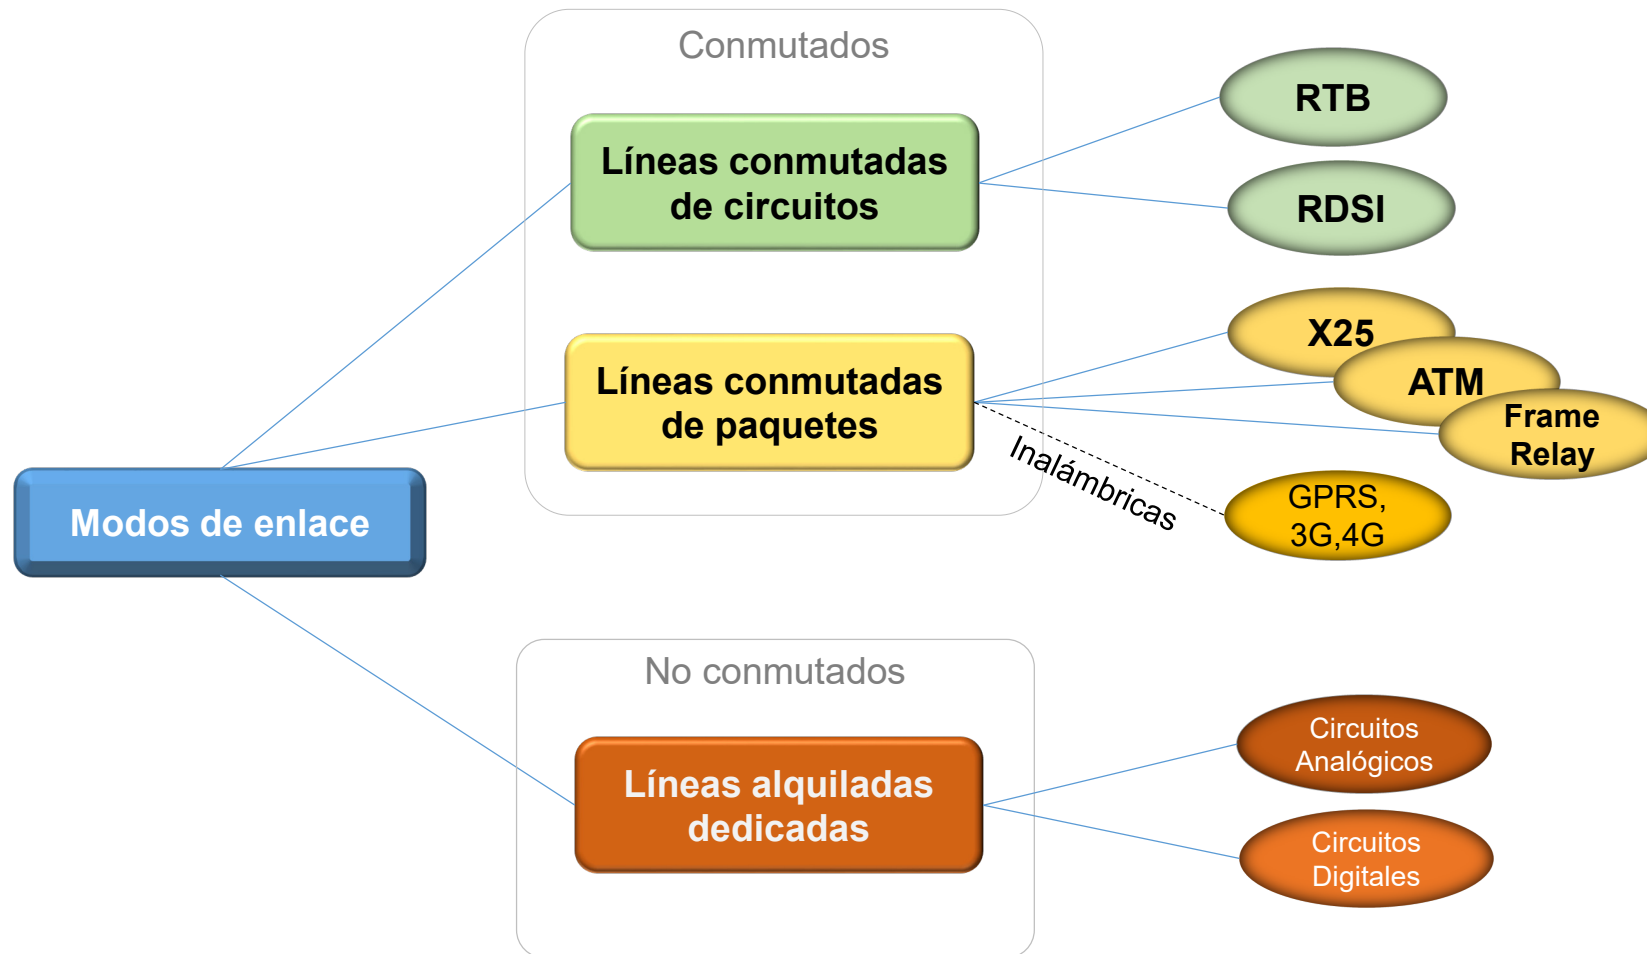 Conmutados
Líneas conmutadas
de circuitos
RTB
RDSI
Líneas conmutadas
de paquetes
X25
ATM
Frame
Relay
Inalámbricas
GPRS,
3G,4G
Modos de enlace
No conmutados
Líneas alquiladas
dedicadas
Circuitos
Analógicos
Circuitos
Digitales